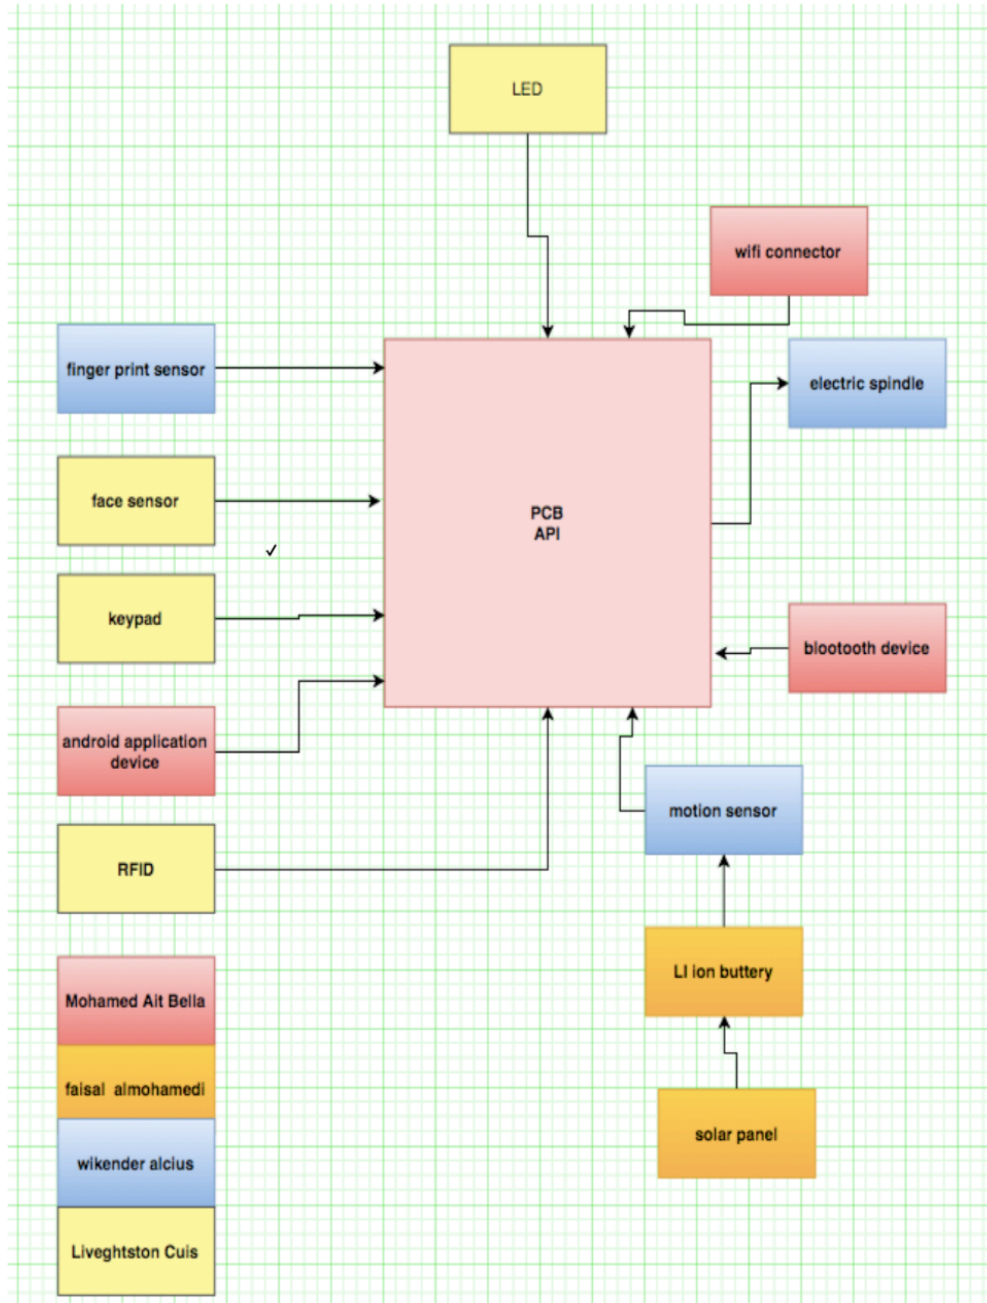 LED
wifi connector
finger print sensor
electric spindle
face sensor
PCB
API
keypad
blootooth device
android application
device
motion sensor
RFID
LI ion buttery
Mohamed Ait Bella
faisal almohamedi
solar panel
wikender alcius
Liveghtston Cuis